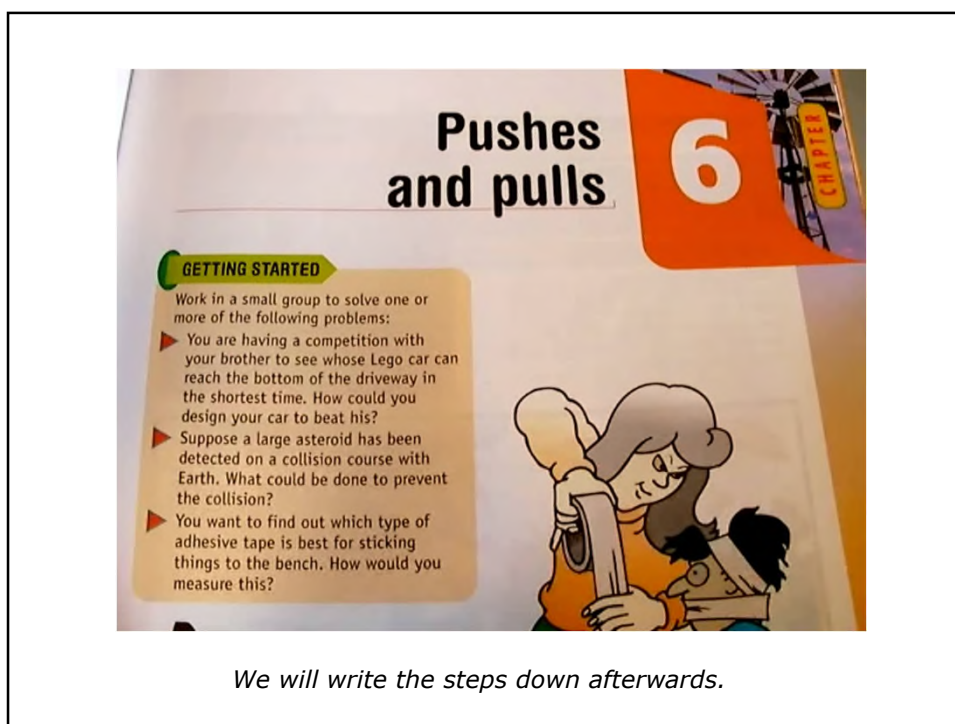 Pushes
and pulls
6
CHAPTER
GETTING STARTED
Work in a small group to solve one or
more of the following problems:
You are having a competition with
your brother to see whose Lego car can
reach the bottom of the driveway in
the shortest time. How could you
design your car to beat his?
Suppose a large asteroid has been
detected on a collision course with
Earth. What could be done to prevent
the collision?
You want to find out which type of
adhesive tape is best for sticking
things to the bench. How would you
measure this?
We will write the steps down afterwards.